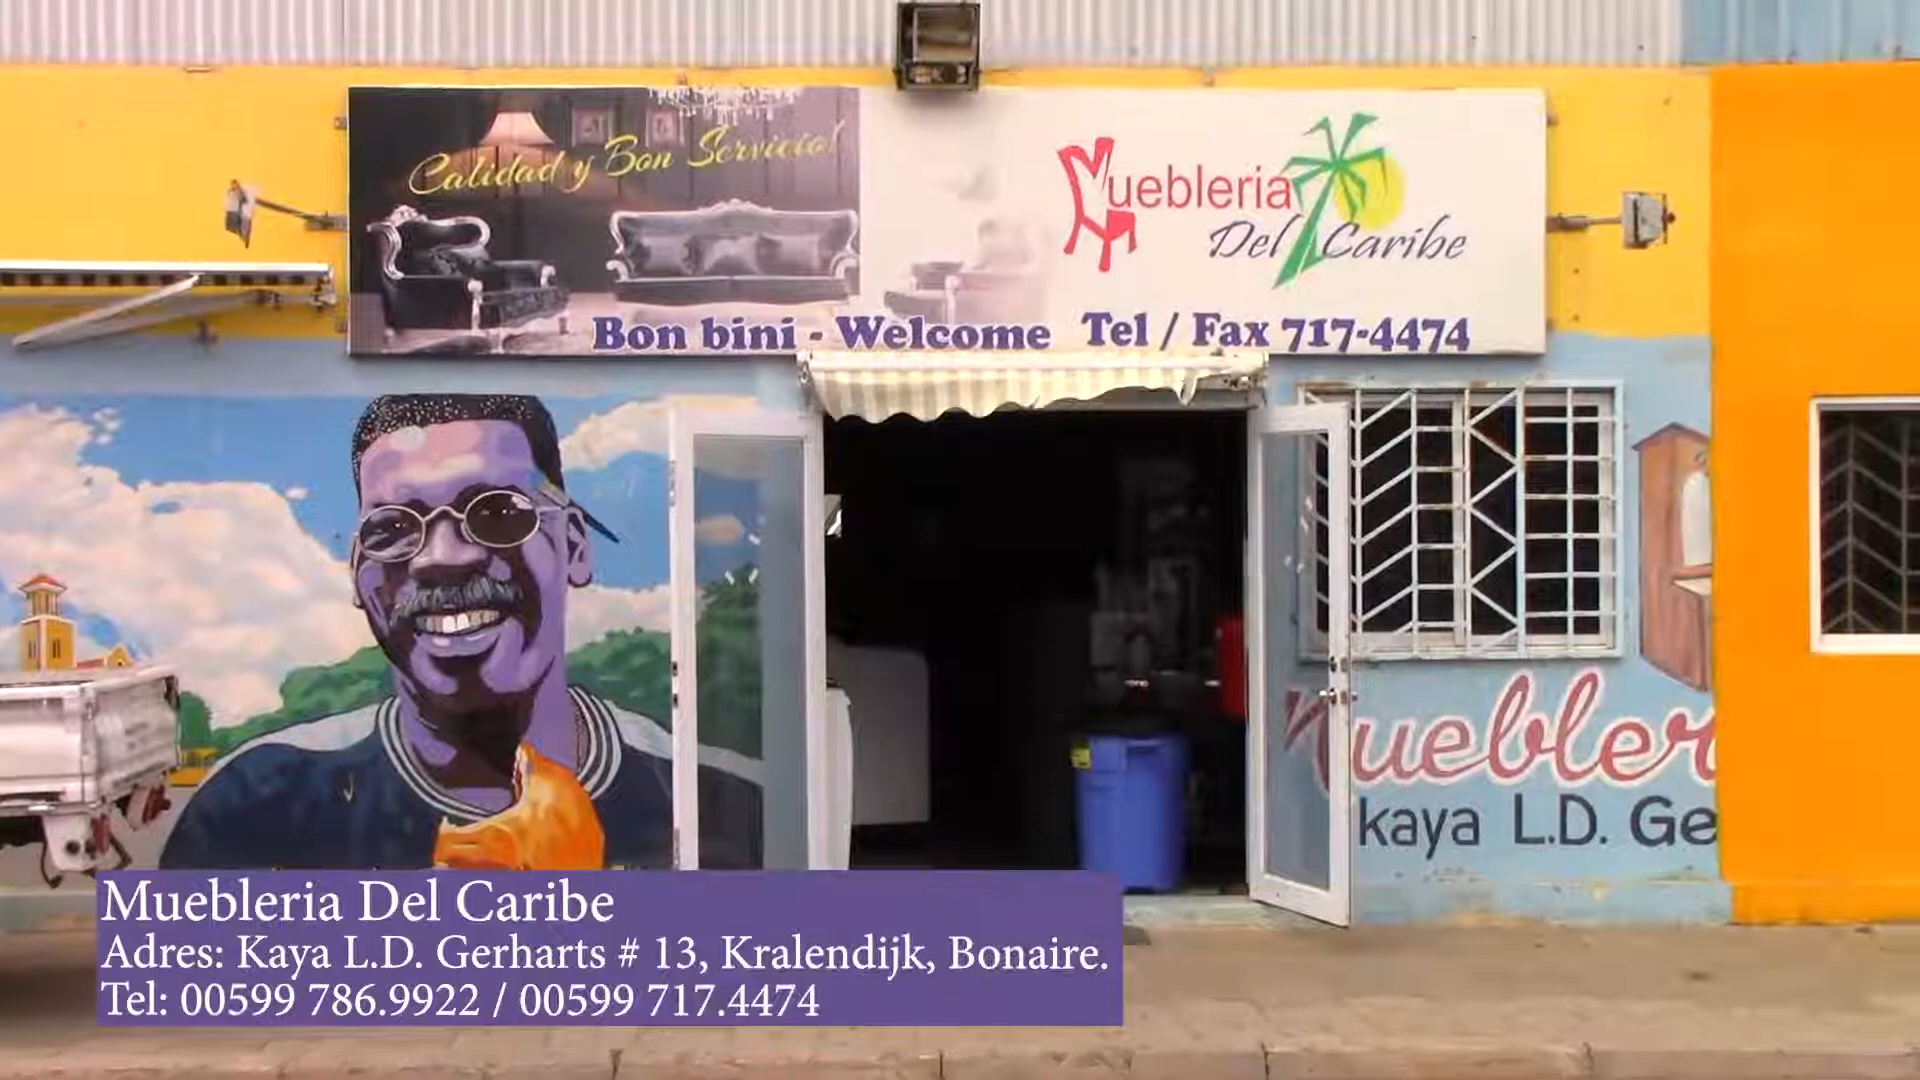 Calidad y Bon Servicio!
Muebleria
Del Caribe
Bon bini - Welcome Tel / Fax 717-4474
Muebler
kaya L.D. Ge
Muebleria Del Caribe
Adres: Kaya L.D. Gerharts # 13, Kralendijk, Bonaire.
Tel: 00599 786.9922 / 00599 717.4474